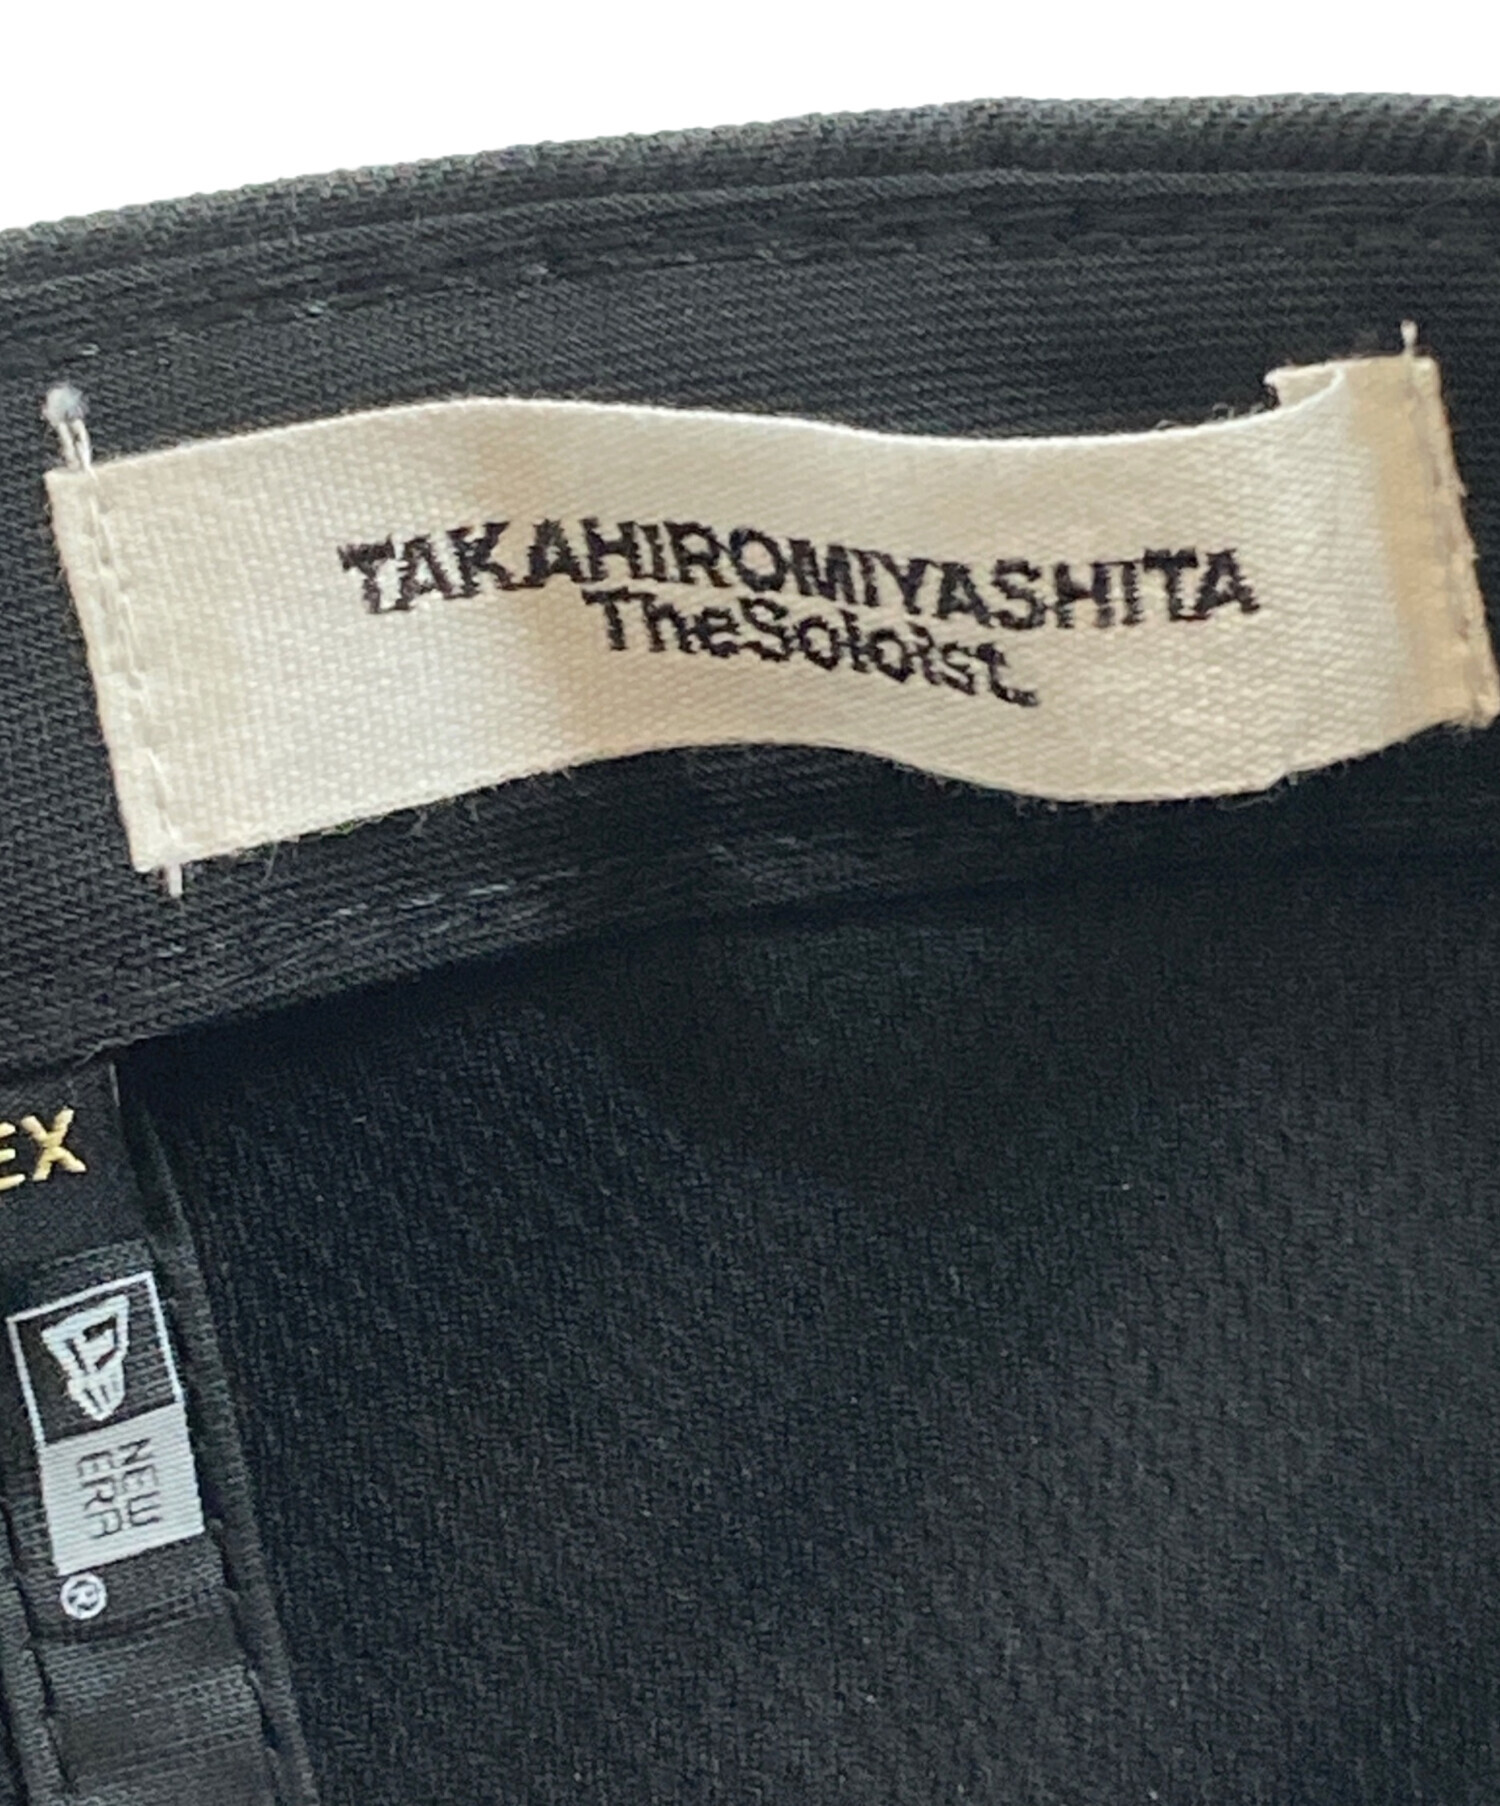 TAKAHIROMIYASHITA
TheSoloist.
EX
NEW
ERA
®